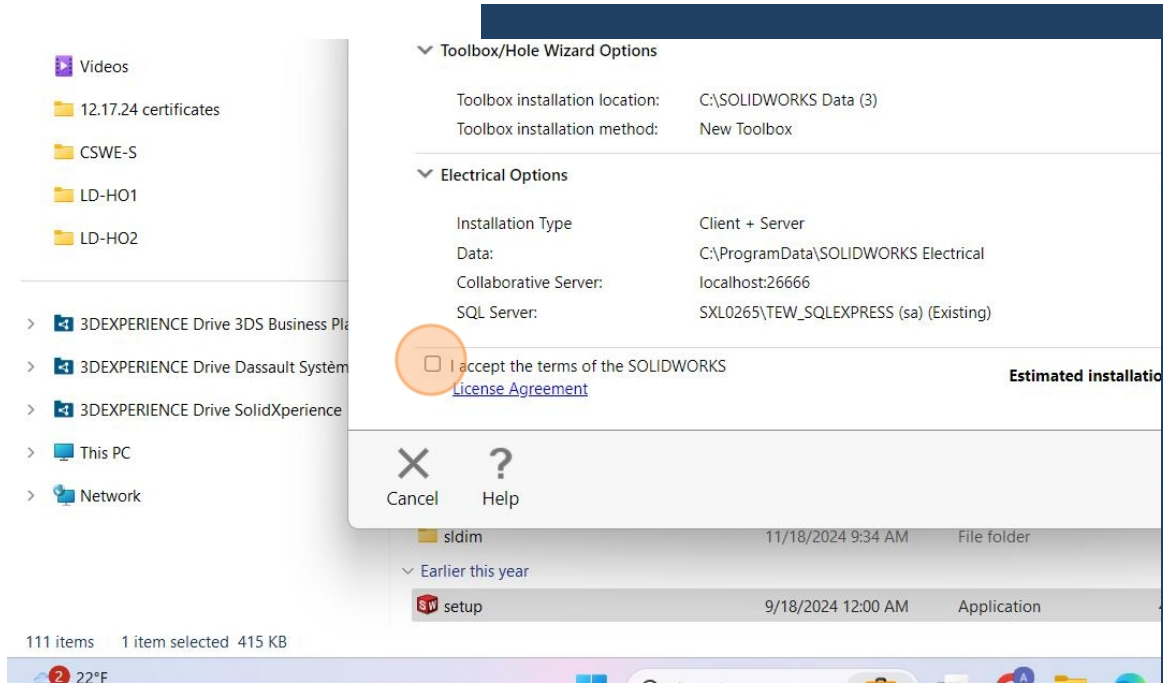 Videos
12.17.24 certificates
CSWE-S
LD-HO1
LD-HO2
3DEXPERIENCE Drive 3DS Business Pla
3DEXPERIENCE Drive Dassault Systèm
3DEXPERIENCE Drive SolidXperience
This PC
Network
Toolbox/Hole Wizard Options
Toolbox installation location: C:\SOLIDWORKS Data (3)
Toolbox installation method: New Toolbox
Electrical Options
Installation Type Client + Server
Data: C:\ProgramData\SOLIDWORKS Electrical
Collaborative Server: localhost:26666
SQL Server: SXL0265\TEW_SQLEXPRESS (sa) (Existing)
I accept the terms of the SOLIDWORKS
License Agreement
Estimated installatio
Cancel Help
sldim 11/18/2024 9:34 AM File folder
Earlier this year
setup 9/18/2024 12:00 AM Application
111 items 1 item selected 415 KB
2 22°F